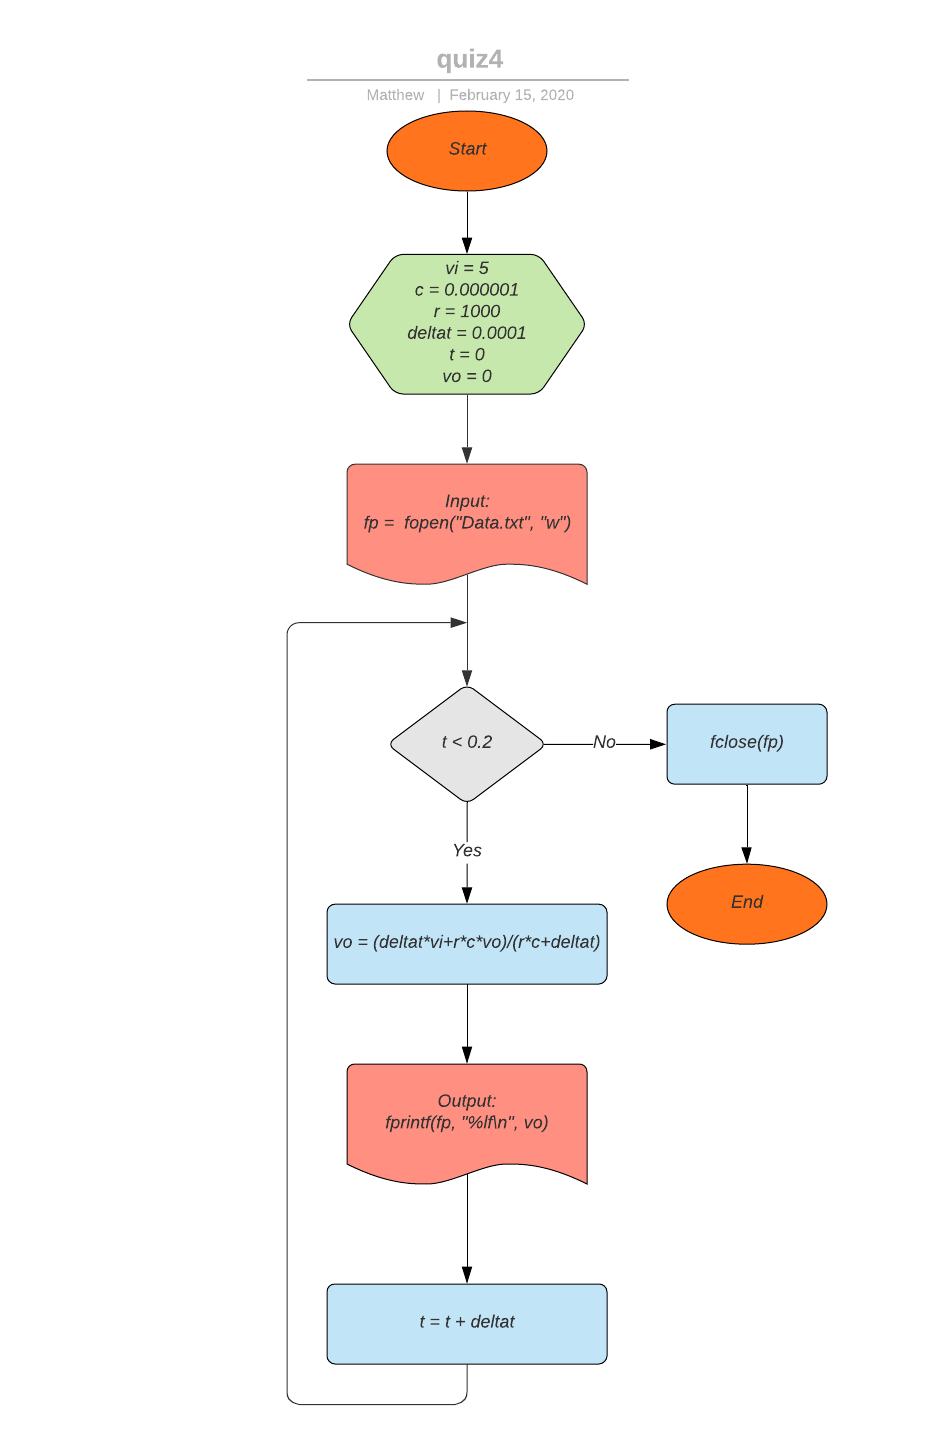 quiz4
Matthew | February 15, 2020
Start
vi = 5
c = 0.000001
r = 1000
deltat = 0.0001
t = 0
vo = 0
Input:
fp = fopen("Data.txt", "w")
t < 0.2
No
fclose(fp)
Yes
End
vo = (deltat*vi+r*c*vo)/(r*c+deltat)
Output:
fprintf(fp, "%lf\n", vo)
t = t + deltat